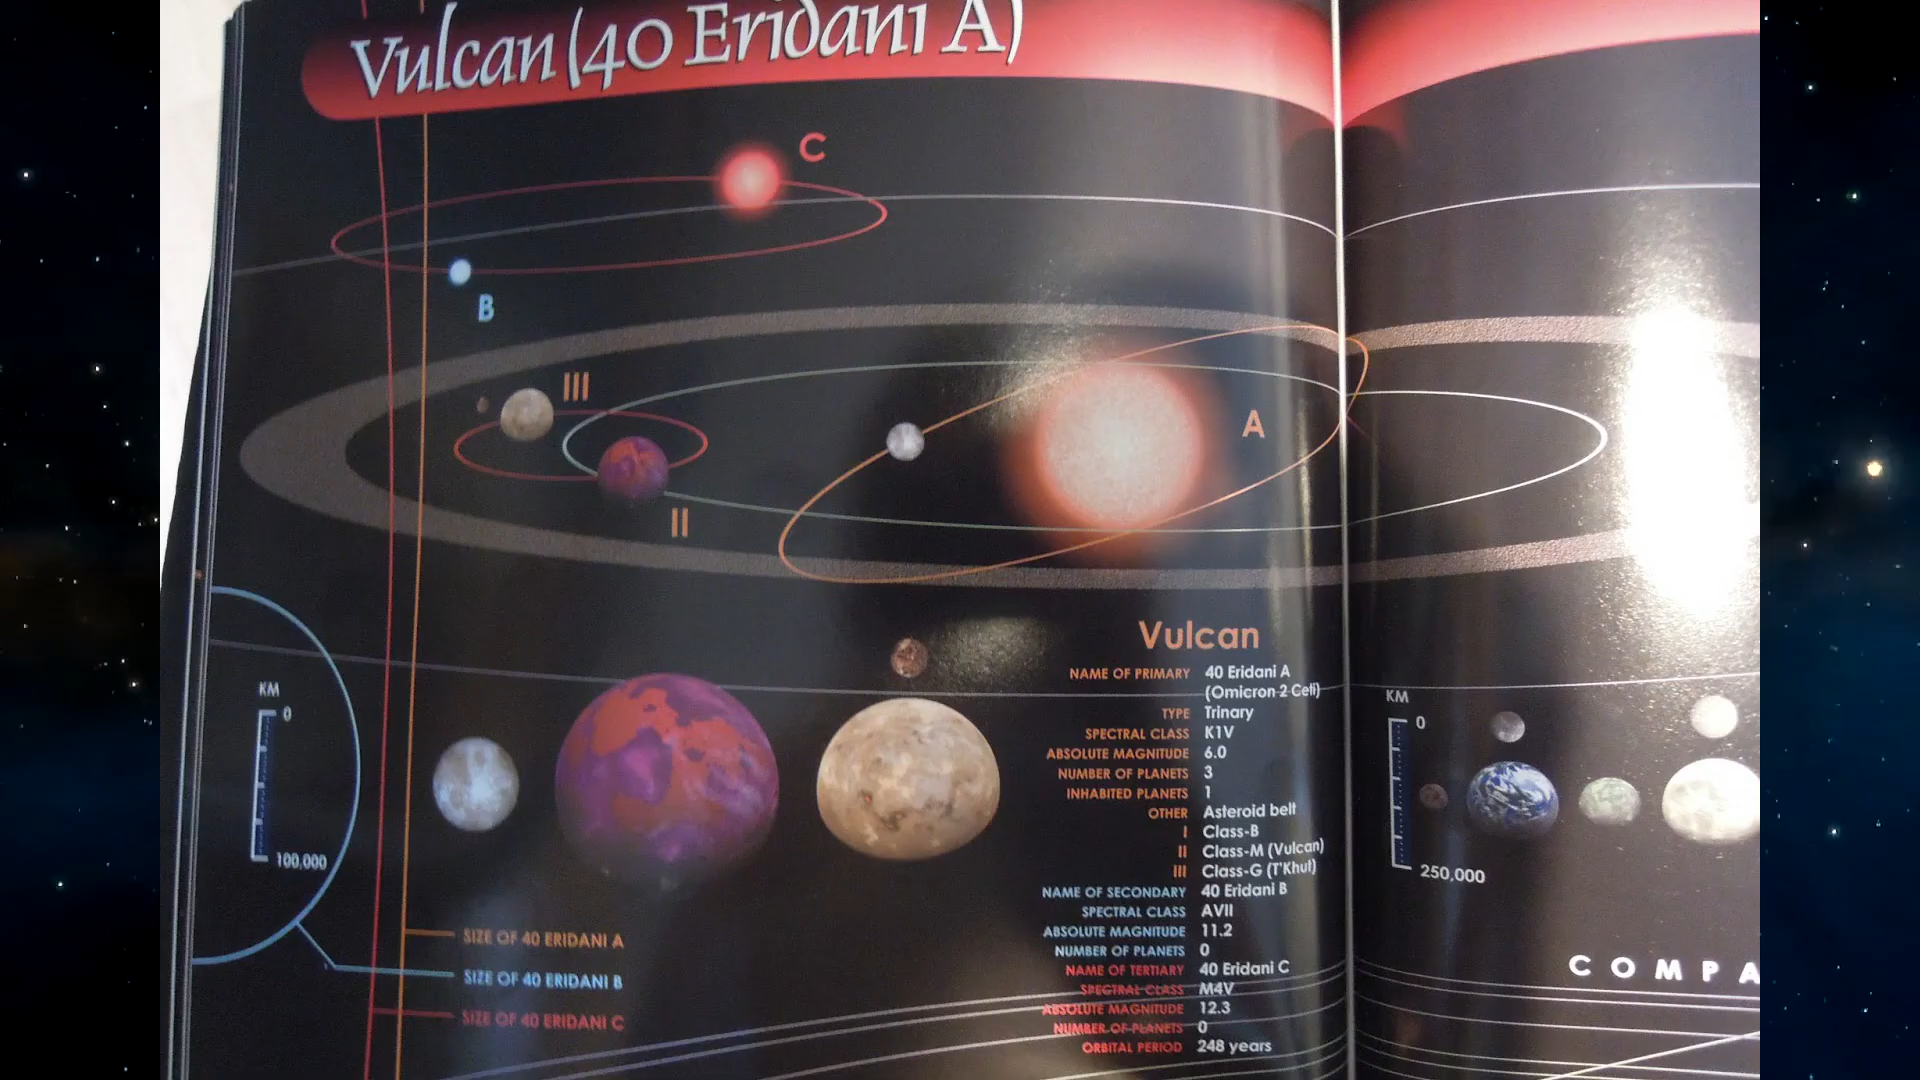 Vulcan (40 Eridani A)
C
B
III
A
II
Vulcan
NAME OF PRIMARY 40 Eridani A
(Omicron 2 Ceti)
TYPE Trinary
SPECTRAL CLASS K1V
ABSOLUTE MAGNITUDE 6.0
NUMBER OF PLANETS 3
INHABITED PLANETS 1
OTHER Asteroid belt
I Class-B
II Class-M (Vulcan)
III Class-G (T'Khut)
NAME OF SECONDARY 40 Eridani B
SPECTRAL CLASS AVII
ABSOLUTE MAGNITUDE 11.2
NUMBER OF PLANETS 0
NAME OF TERTIARY 40 Eridani C
SPECTRAL CLASS M4V
ABSOLUTE MAGNITUDE 12.3
NUMBER OF PLANETS 0
ORBITAL PERIOD 248 years
KM
0
100,000
SIZE OF 40 ERIDANI A
SIZE OF 40 ERIDANI B
SIZE OF 40 ERIDANI C
KM
0
250,000
COMPA